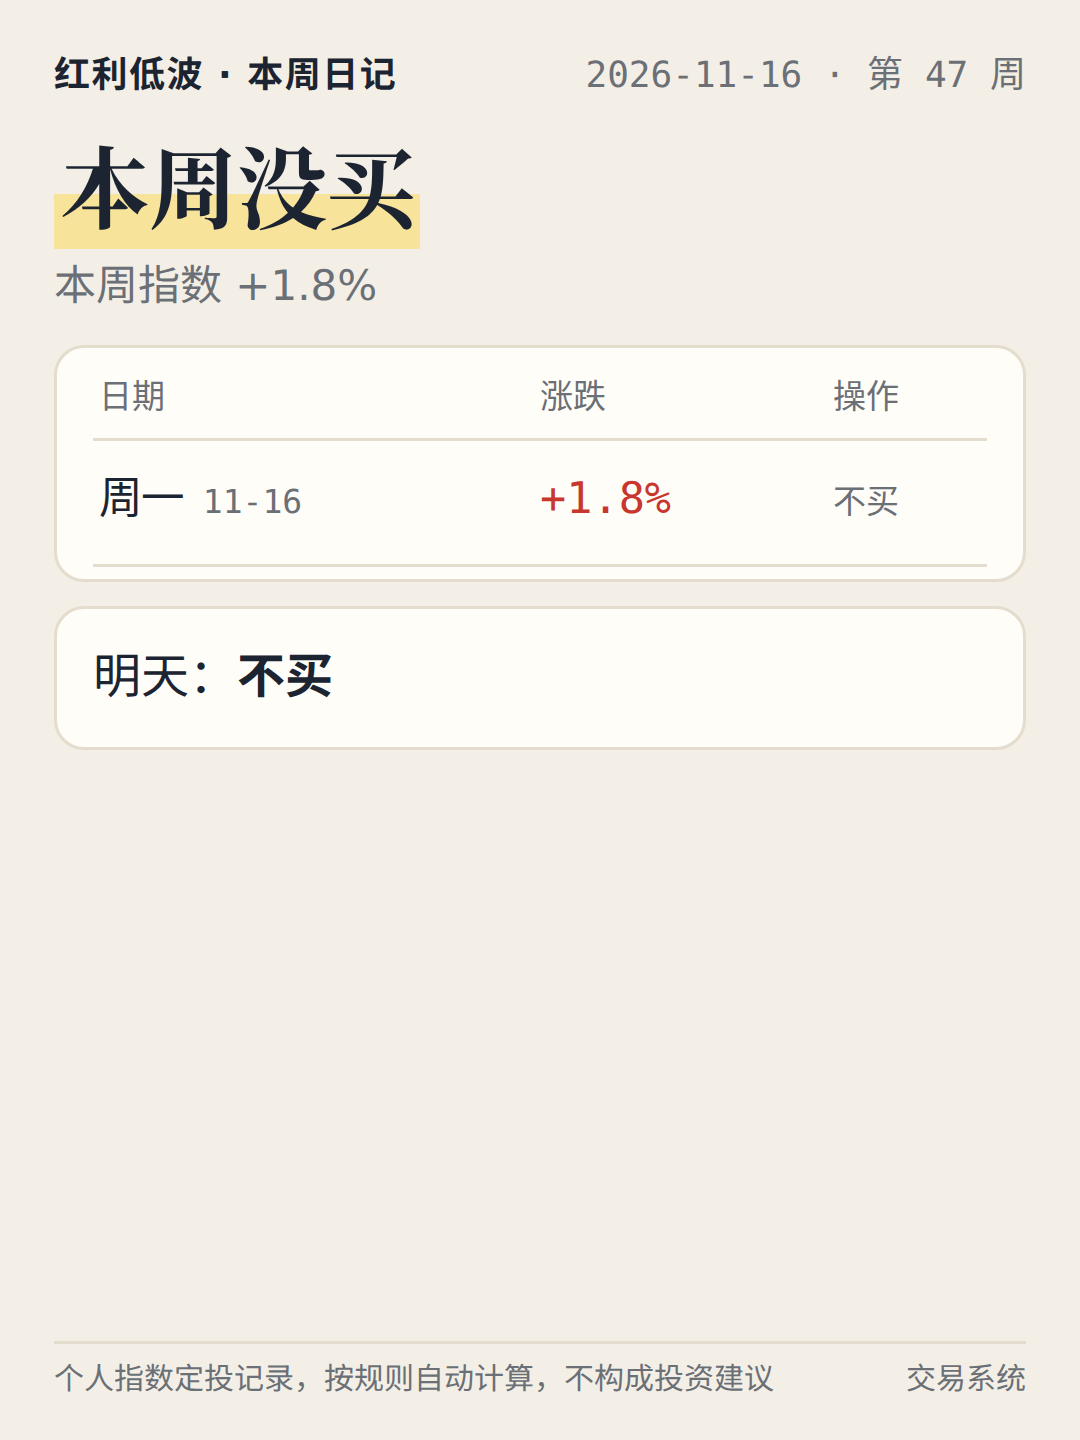 红利低波 · 本周日记
2026-11-16 · 第 47 周
本周没买
本周指数 +1.8%
日期 涨跌 操作
周一 11-16 +1.8% 不买
明天：不买
个人指数定投记录，按规则自动计算，不构成投资建议 交易系统